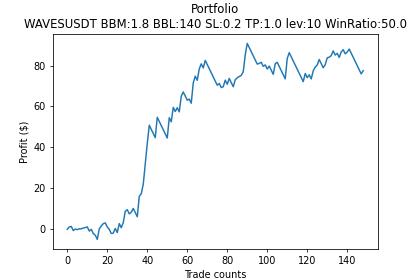 Portfolio
WAVESUSDT BBM:1.8 BBL:140 SL:0.2 TP:1.0 lev:10 WinRatio:50.0
80
60
40
20
0
Profit ($)
0 20 40 60 80 100 120 140
Trade counts